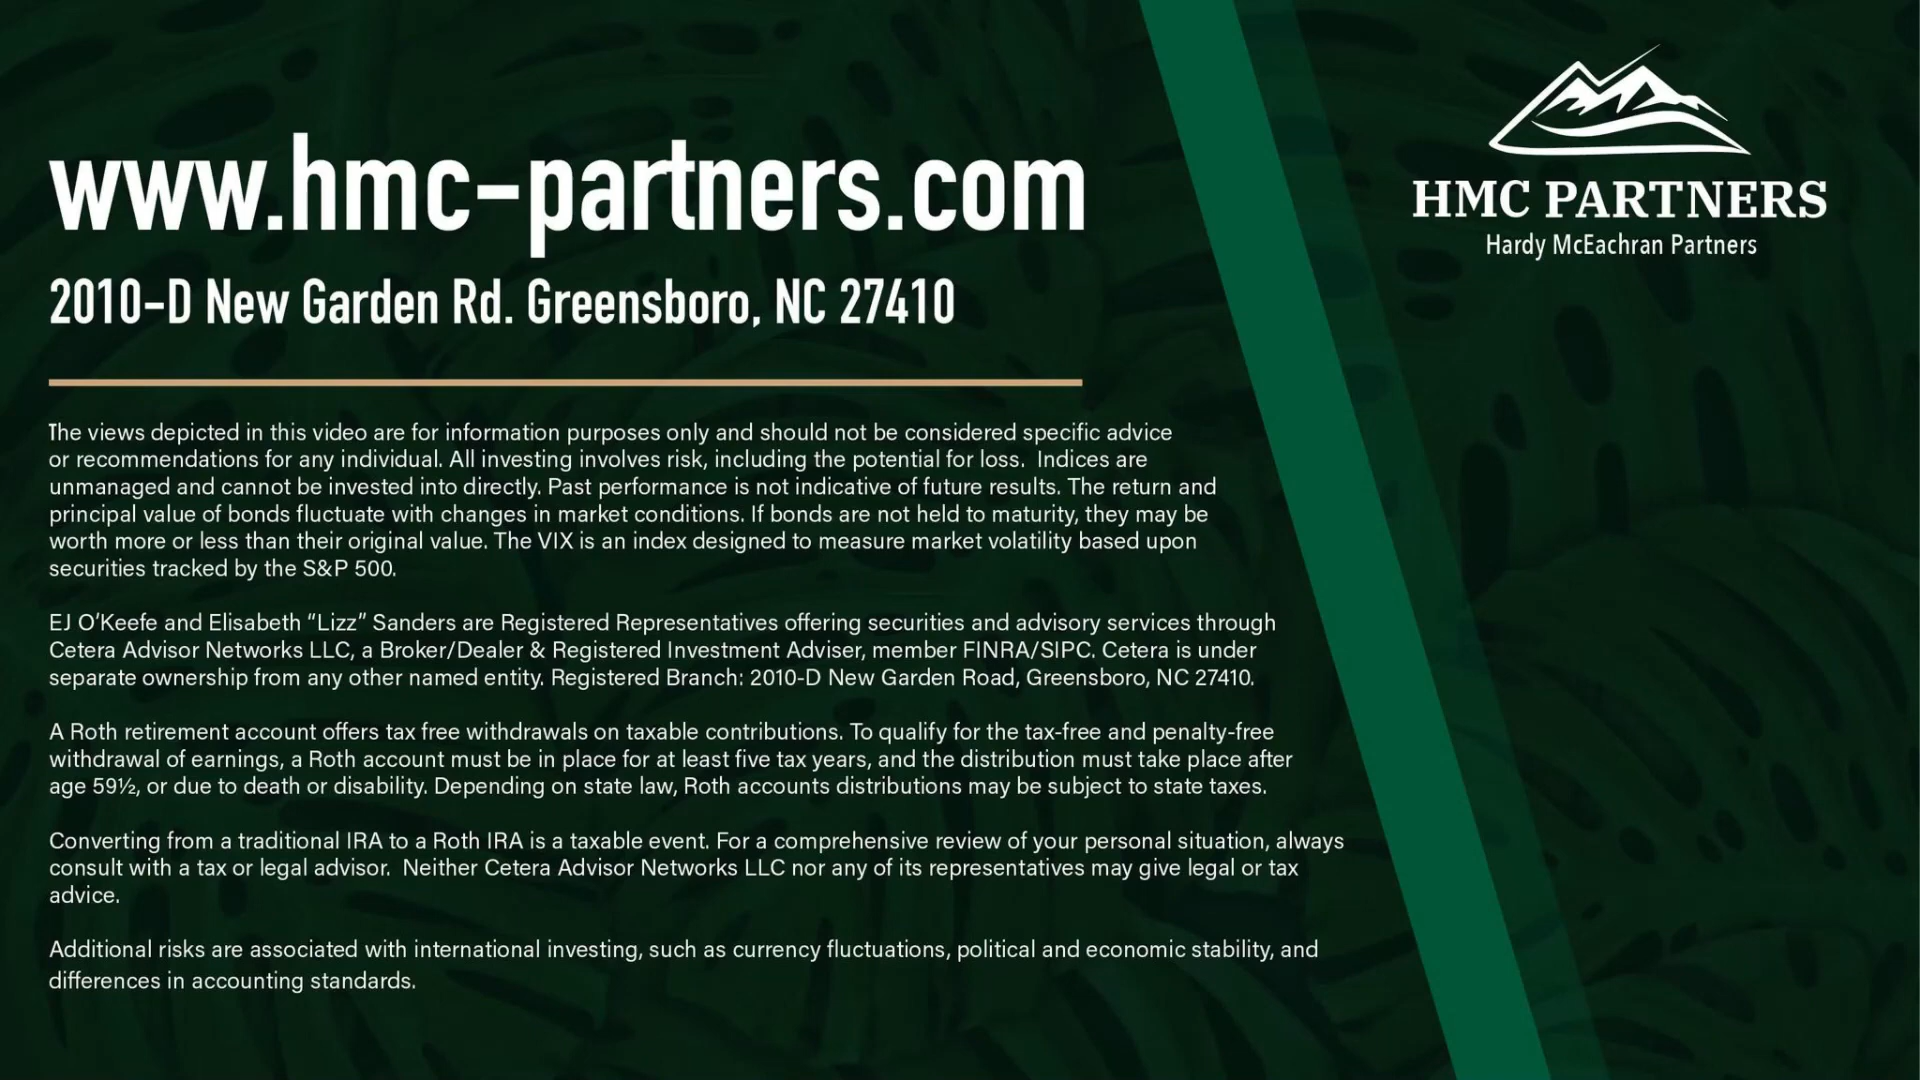 www.hmc-partners.com
2010-D New Garden Rd. Greensboro, NC 27410
HMC PARTNERS
Hardy McEachran Partners
The views depicted in this video are for information purposes only and should not be considered specific advice
or recommendations for any individual. All investing involves risk, including the potential for loss.  Indices are
unmanaged and cannot be invested into directly. Past performance is not indicative of future results. The return and
principal value of bonds fluctuate with changes in market conditions. If bonds are not held to maturity, they may be
worth more or less than their original value. The VIX is an index designed to measure market volatility based upon
securities tracked by the S&P 500.
EJ O’Keefe and Elisabeth “Lizz” Sanders are Registered Representatives offering securities and advisory services through
Cetera Advisor Networks LLC, a Broker/Dealer & Registered Investment Adviser, member FINRA/SIPC. Cetera is under
separate ownership from any other named entity. Registered Branch: 2010-D New Garden Road, Greensboro, NC 27410.
A Roth retirement account offers tax free withdrawals on taxable contributions. To qualify for the tax-free and penalty-free
withdrawal of earnings, a Roth account must be in place for at least five tax years, and the distribution must take place after
age 59½, or due to death or disability. Depending on state law, Roth accounts distributions may be subject to state taxes.
Converting from a traditional IRA to a Roth IRA is a taxable event. For a comprehensive review of your personal situation, always
consult with a tax or legal advisor.  Neither Cetera Advisor Networks LLC nor any of its representatives may give legal or tax
advice.
Additional risks are associated with international investing, such as currency fluctuations, political and economic stability, and
differences in accounting standards.